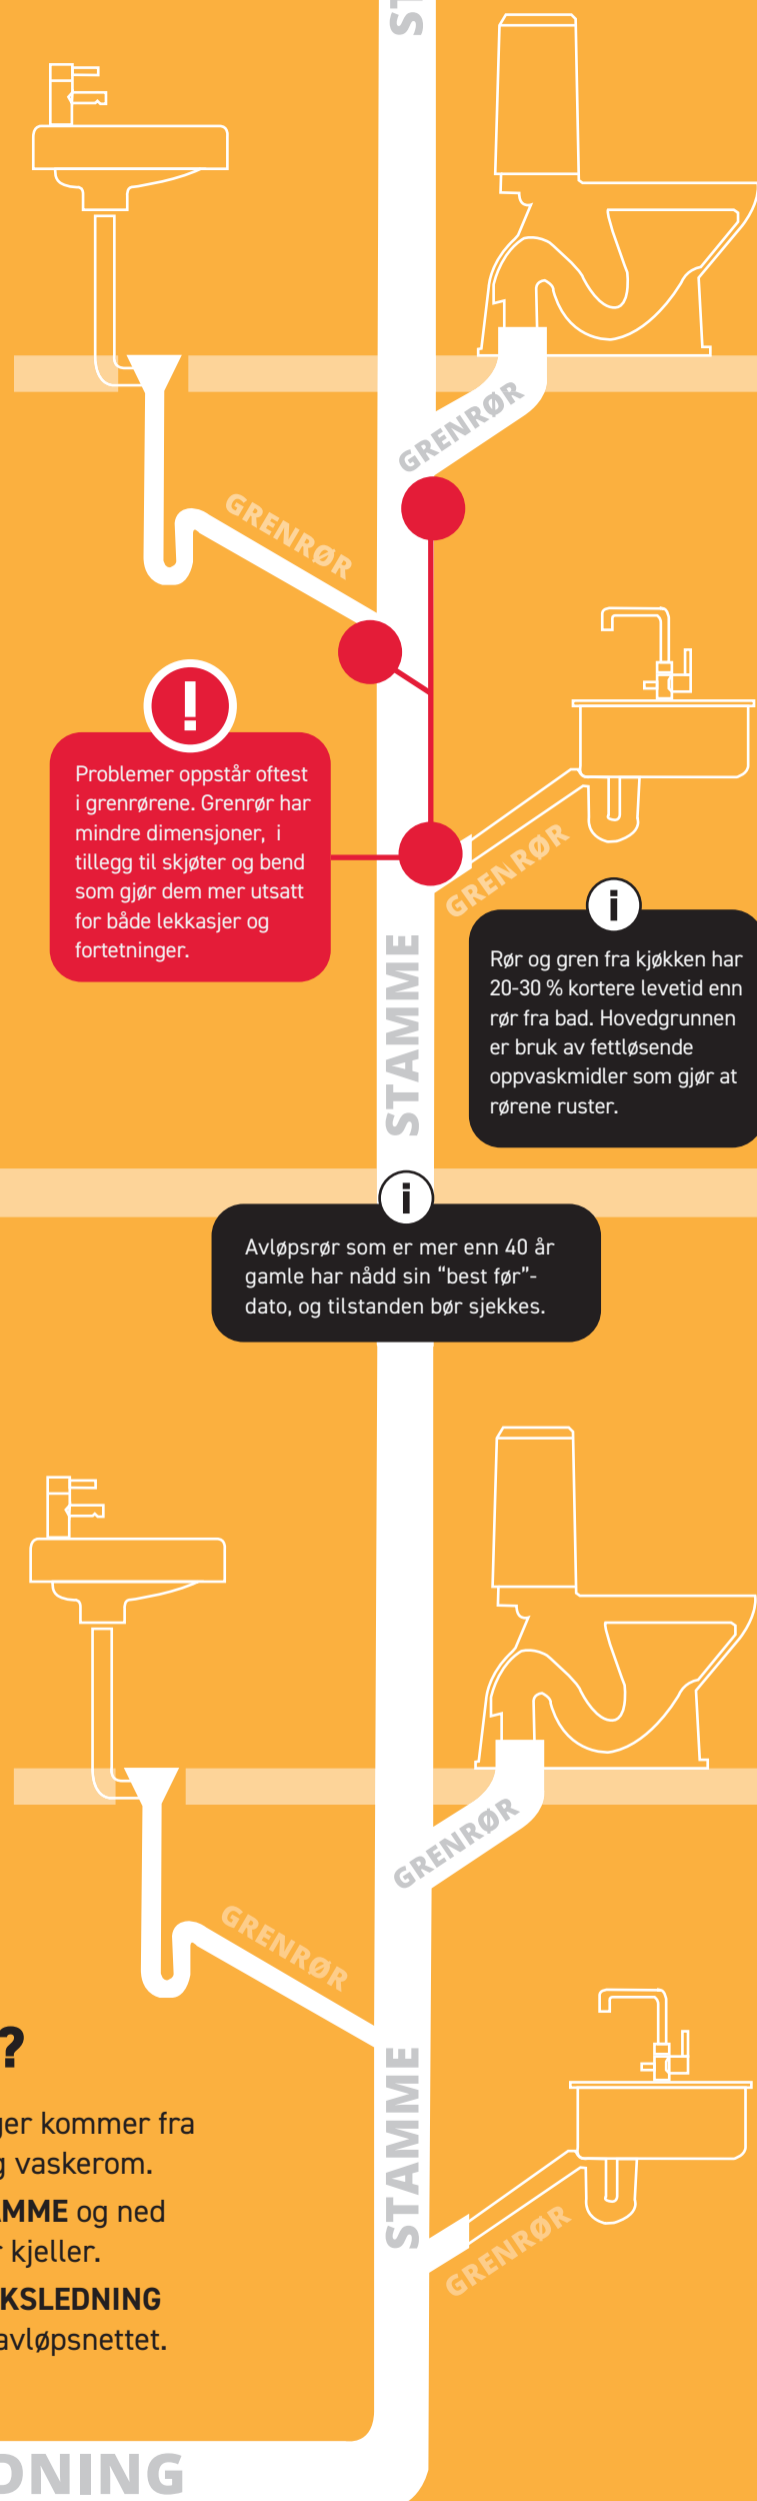 GRENRØR
GRENRØR
Problemer oppstår oftest
i grenrørene. Grenrør har
mindre dimensjoner, i
tillegg til skjøter og bend
som gjør dem mer utsatt
for både lekkasjer og
fortetninger.
GRENRØR
STAMME
Rør og gren fra kjøkken har
20-30 % kortere levetid enn
rør fra bad. Hovedgrunnen
er bruk av fettløsende
oppvaskmidler som gjør at
rørene ruster.
Avløpsrør som er mer enn 40 år
gamle har nådd sin “best før”-
dato, og tilstanden bør sjekkes.
GRENRØR
GRENRØR
STAMME
GRENRØR
?
kommer fra
vaskerom.
og ned
kjeller.
avløpsnettet.